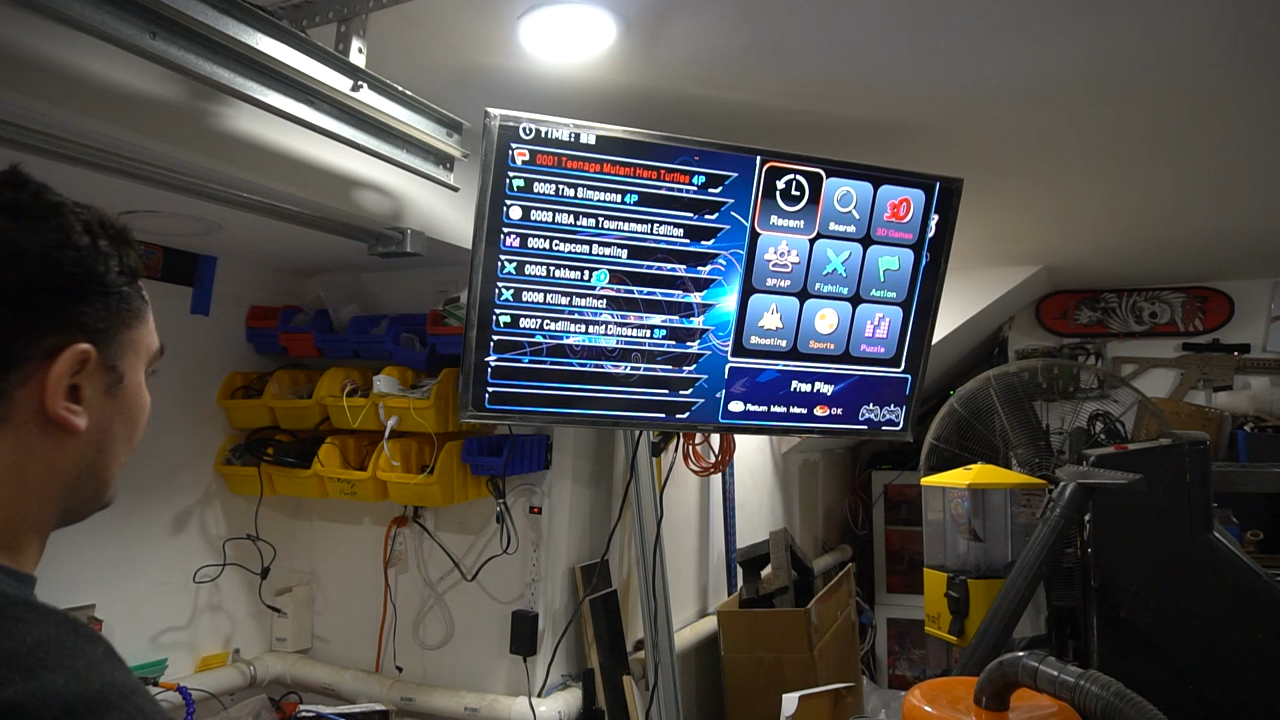 TIME: 33
0001 Teenage Mutant Hero Turtles 4P
0002 The Simpsons 4P
0003 NBA Jam Tournament Edition
0004 Capcom Bowling
0005 Tekken 3
0006 Killer Instinct
0007 Cadillacs and Dinosaurs 3P
Recent
Search
3D
3D Games
3P/4P
Fighting
Action
Shooting
Sports
Puzzle
Free Play
Return Main Menu
OK